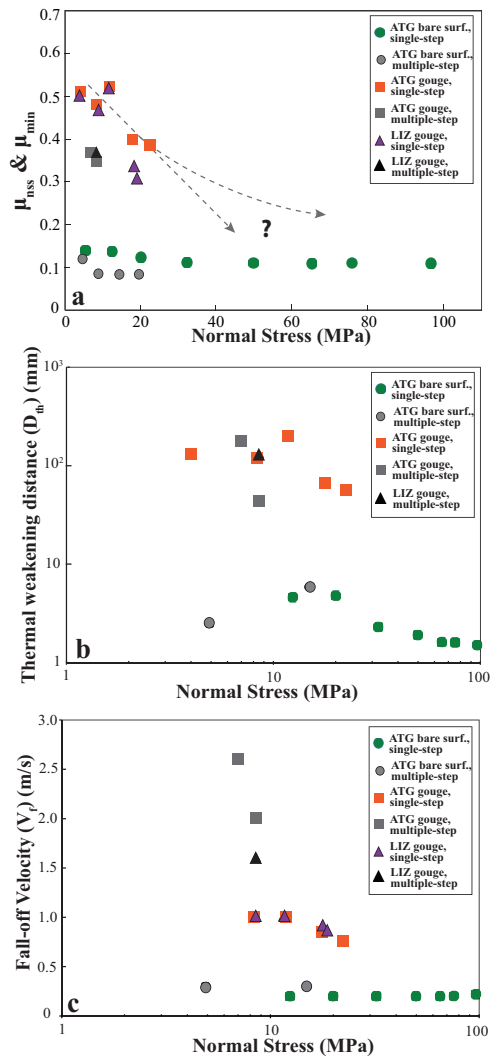 0.7
0.6
0.5
0.4
0.3
0.2
0.1
0
μnss & μmin
ATG bare surf.,
single-step
ATG bare surf.,
multiple-step
ATG gouge,
single-step
ATG gouge,
multiple-step
LIZ gouge,
single-step
LIZ gouge,
multiple-step
?
a
0 20 40 60 80 100
Normal Stress (MPa)
10³
10²
10
1
Thermal weakening distance (Dth) (mm)
ATG bare surf.,
single-step
ATG bare surf.,
multiple-step
ATG gouge,
single-step
ATG gouge,
multiple-step
LIZ gouge,
multiple-step
b
1 10 100
Normal Stress (MPa)
3.0
2.5
2.0
1.5
1.0
0.5
0
Fall-off Velocity (Vf) (m/s)
ATG bare surf.,
single-step
ATG bare surf.,
multiple-step
ATG gouge,
single-step
ATG gouge,
multiple-step
LIZ gouge,
single-step
LIZ gouge,
multiple-step
c
1 10 100
Normal Stress (MPa)